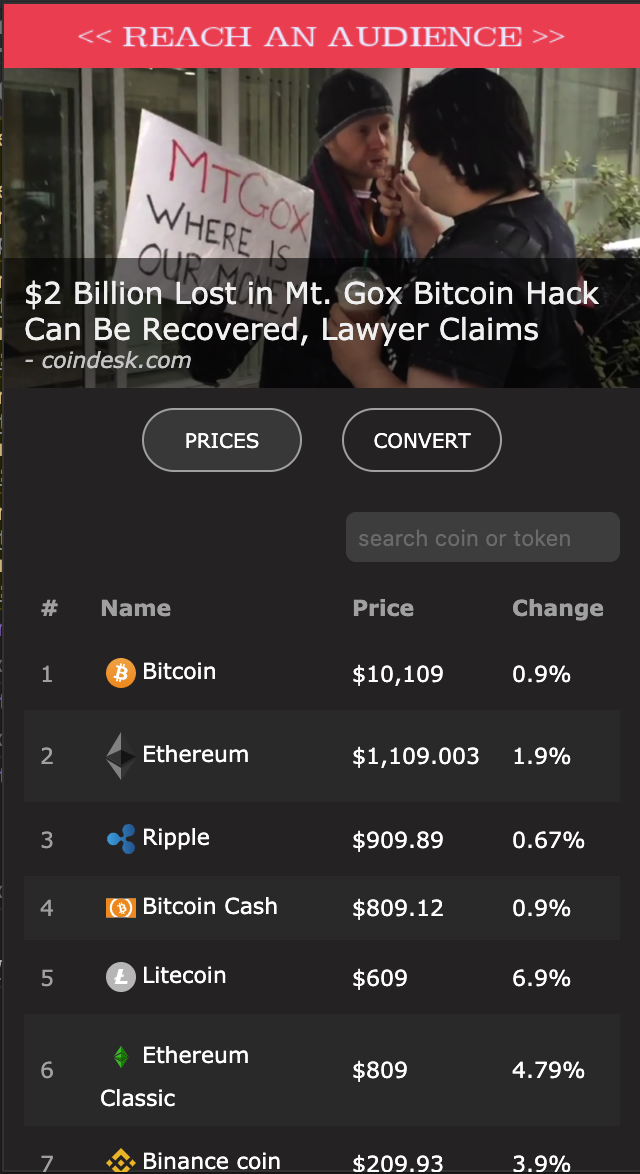 << REACH AN AUDIENCE >>
MTGOX
WHERE IS
OUR MONEY
$2 Billion Lost in Mt. Gox Bitcoin Hack
Can Be Recovered, Lawyer Claims
- coindesk.com
PRICES CONVERT
search coin or token
# Name Price Change
1 Bitcoin $10,109 0.9%
2 Ethereum $1,109.003 1.9%
3 Ripple $909.89 0.67%
4 Bitcoin Cash $809.12 0.9%
5 Litecoin $609 6.9%
6 Ethereum Classic $809 4.79%
7 Binance coin $209.93 3.9%